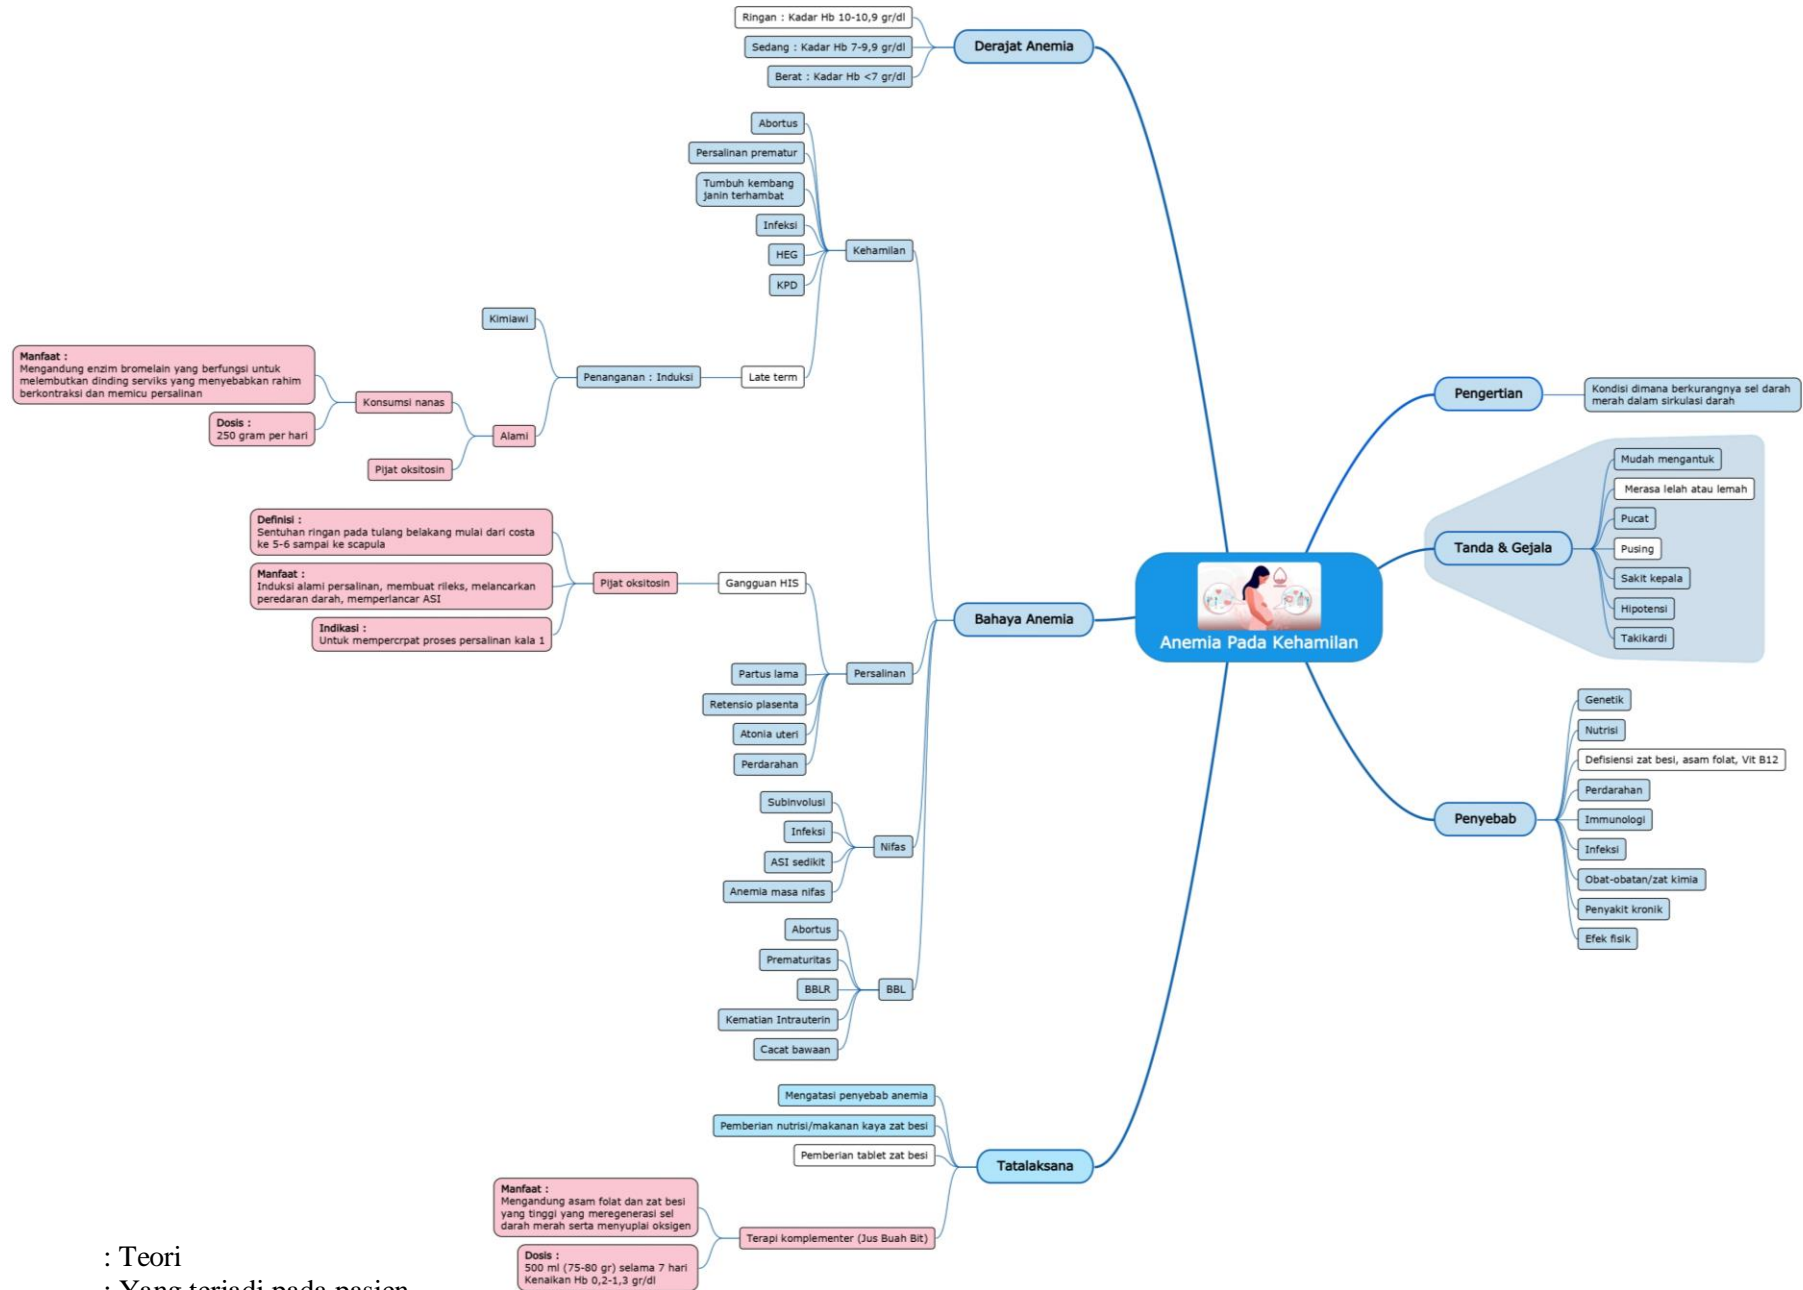 Ringan : Kadar Hb 10-10,9 gr/dl
Sedang : Kadar Hb 7-9,9 gr/dl
Berat : Kadar Hb <7 gr/dl
Derajat Anemia
Abortus
Persalinan prematur
Tumbuh kembang
janin terhambat
Infeksi
HEG
KPD
Kehamilan
Kimiawi
Manfaat :
Mengandung enzim bromelain yang berfungsi untuk
melembutkan dinding serviks yang menyebabkan rahim
berkontraksi dan memicu persalinan
Dosis :
250 gram per hari
Konsumsi nanas
Pijat oksitosin
Alami
Penanganan : Induksi
Late term
Definisi :
Sentuhan ringan pada tulang belakang mulai dari costa
ke 5-6 sampai ke scapula
Manfaat :
Induksi alami persalinan, membuat rileks, melancarkan
peredaran darah, memperlancar ASI
Indikasi :
Untuk mempercrpat proses persalinan kala 1
Pijat oksitosin
Gangguan HIS
Partus lama
Retensio plasenta
Atonia uteri
Perdarahan
Persalinan
Bahaya Anemia
Subinvolusi
Infeksi
ASI sedikit
Anemia masa nifas
Nifas
Abortus
Prematuritas
BBLR
Kematian Intrauterin
Cacat bawaan
BBL
Mengatasi penyebab anemia
Pemberian nutrisi/makanan kaya zat besi
Pemberian tablet zat besi
Tatalaksana
Manfaat :
Mengandung asam folat dan zat besi
yang tinggi yang meregenerasi sel
darah merah serta menyuplai oksigen
Dosis :
500 ml (75-80 gr) selama 7 hari
Kenaikan Hb 0,2-1,3 gr/dl
Terapi komplementer (Jus Buah Bit)
Anemia Pada Kehamilan
Pengertian
Kondisi dimana berkurangnya sel darah
merah dalam sirkulasi darah
Tanda & Gejala
Mudah mengantuk
Merasa lelah atau lemah
Pucat
Pusing
Sakit kepala
Hipotensi
Takikardi
Penyebab
Genetik
Nutrisi
Defisiensi zat besi, asam folat, Vit B12
Perdarahan
Immunologi
Infeksi
Obat-obatan/zat kimia
Penyakit kronik
Efek fisik
: Teori
: Yang terjadi pada pasien